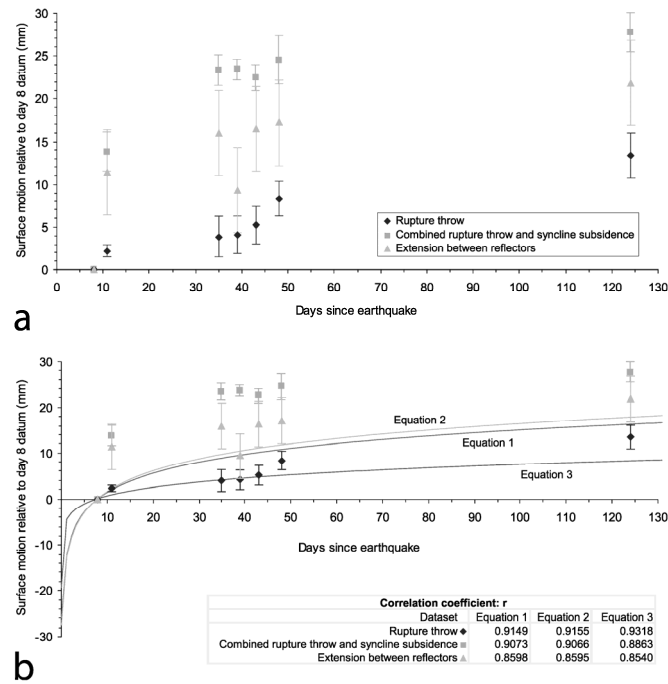 30
25
20
15
10
5
0
Surface motion relative to day 8 datum (mm)
Rupture throw
Combined rupture throw and syncline subsidence
Extension between reflectors
0 10 20 30 40 50 60 70 80 90 100 110 120 130
Days since earthquake
a
30
20
10
0
-10
-20
-30
Surface motion relative to day 8 datum (mm)
Equation 2
Equation 1
Equation 3
10 20 30 40 50 60 70 80 90 100 110 120 130
Days since earthquake
Correlation coefficient: r
Dataset Equation 1 Equation 2 Equation 3
Rupture throw 0.9149 0.9155 0.9318
Combined rupture throw and syncline subsidence 0.9073 0.9066 0.8863
Extension between reflectors 0.8598 0.8595 0.8540
b